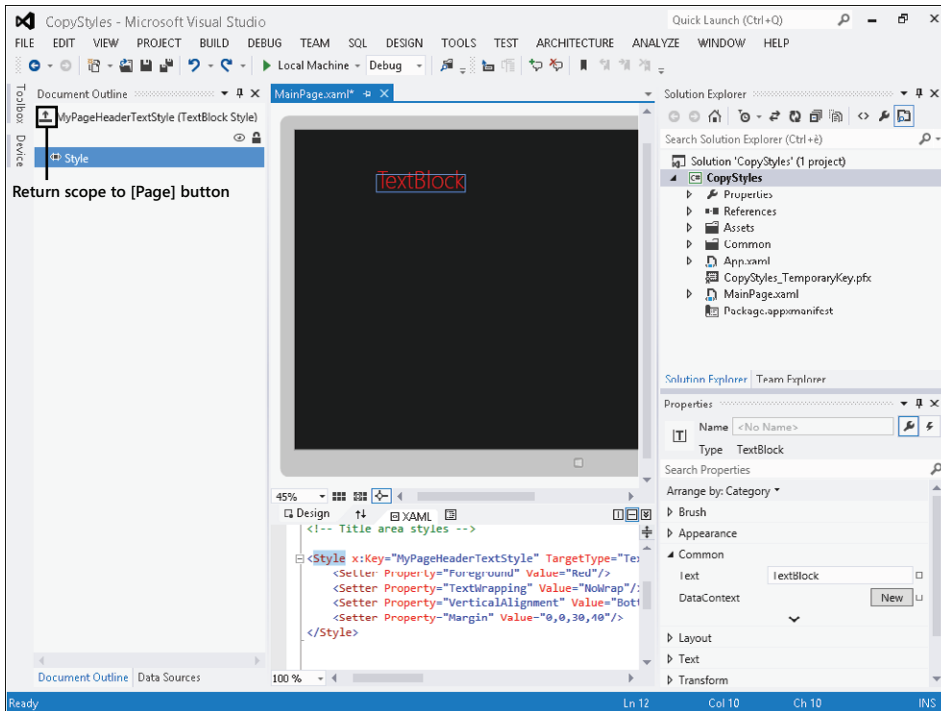 CopyStyles - Microsoft Visual Studio
Quick Launch (Ctrl+Q)
FILE EDIT VIEW PROJECT BUILD DEBUG TEAM SQL DESIGN TOOLS TEST ARCHITECTURE ANALYZE WINDOW HELP
Local Machine Debug
Toolbox
Device
Document Outline
MyPageHeaderTextStyle (TextBlock Style)
Style
Return scope to [Page] button
Document Outline Data Sources
MainPage.xaml*
TextBlock
45%
Design XAML
<!-- Title area styles -->
<Style x:Key="MyPageHeaderTextStyle" TargetType="Te
<Setter Property="Foreground" Value="Red"/>
<Setter Property="TextWrapping" Value="NoWrap"/>
<Setter Property="VerticalAlignment" Value="Bott
<Setter Property="Margin" Value="0,0,30,40"/>
</Style>
100 %
Solution Explorer
Search Solution Explorer (Ctrl+è)
Solution 'CopyStyles' (1 project)
CopyStyles
Properties
References
Assets
Common
App.xaml
CopyStyles_TemporaryKey.pfx
MainPage.xaml
Package.appxmanifest
Solution Explorer Team Explorer
Properties
Name <No Name>
Type TextBlock
Search Properties
Arrange by: Category
Brush
Appearance
Common
Text TextBlock
DataContext New
Layout
Text
Transform
Ready Ln 12 Col 10 Ch 10 INS